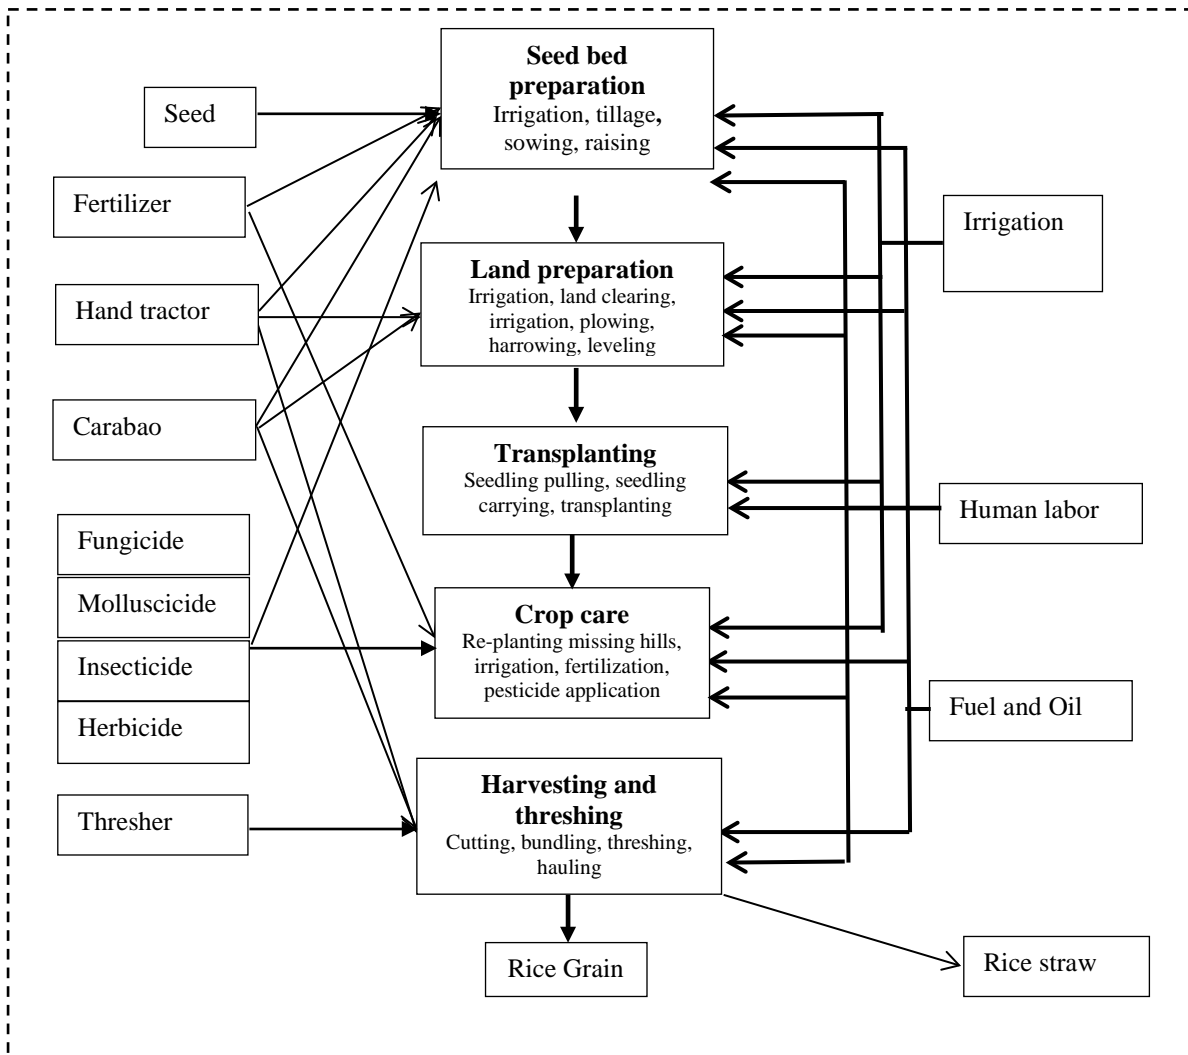 Seed bed
preparation
Irrigation, tillage,
sowing, raising
Seed
Fertilizer
Irrigation
Land preparation
Irrigation, land clearing,
irrigation, plowing,
harrowing, leveling
Hand tractor
Carabao
Transplanting
Seedling pulling, seedling
carrying, transplanting
Human labor
Fungicide
Molluscicide
Insecticide
Herbicide
Crop care
Re-planting missing hills,
irrigation, fertilization,
pesticide application
Fuel and Oil
Thresher
Harvesting and
threshing
Cutting, bundling, threshing,
hauling
Rice Grain
Rice straw